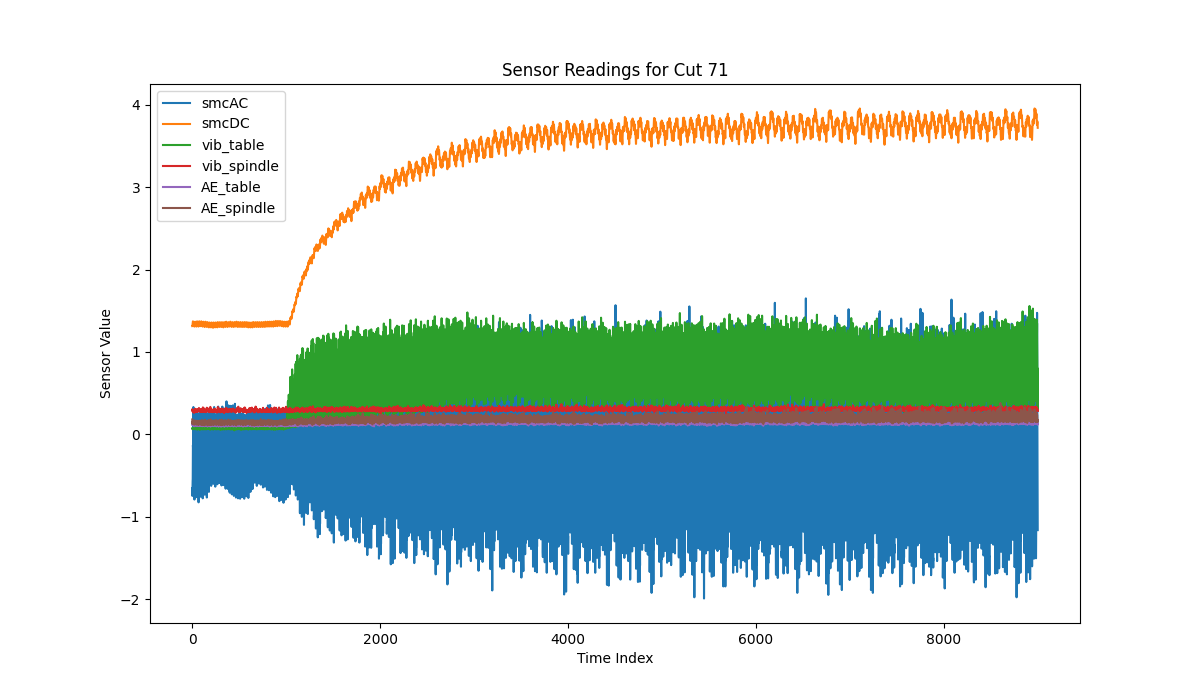 Sensor Readings for Cut 71
smcAC
smcDC
vib_table
vib_spindle
AE_table
AE_spindle
4
3
2
1
0
−1
−2
Sensor Value
0 2000 4000 6000 8000
Time Index